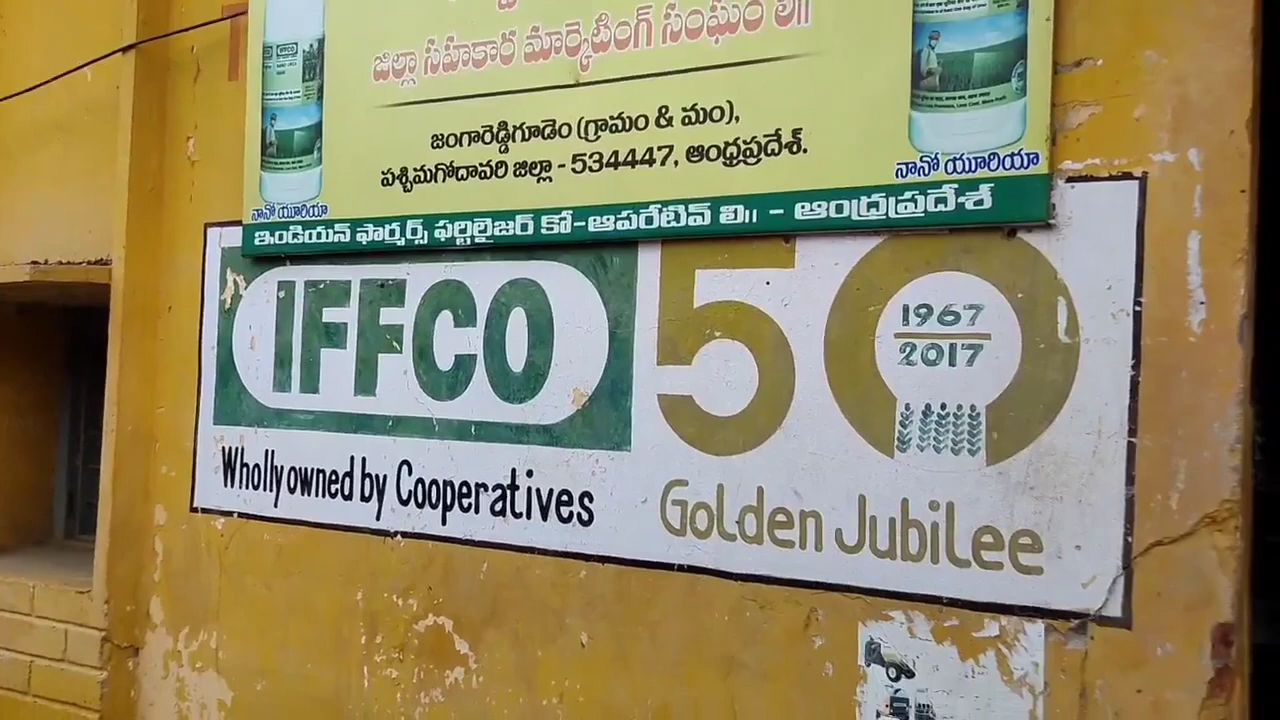 జిల్లా సహకార మార్కెటింగ్ సంఘం లి॥
జంగారెడ్డిగూడెం (గ్రామం & మం),
పశ్చిమగోదావరి జిల్లా - 534447, ఆంధ్రప్రదేశ్.
నానో యూరియా
నానో యూరియా
ఇండియన్ ఫార్మర్స్ ఫర్టిలైజర్ కో-ఆపరేటివ్ లి॥ - ఆంధ్రప్రదేశ్
IFFCO
50
1967
2017
Wholly owned by Cooperatives
Golden Jubilee